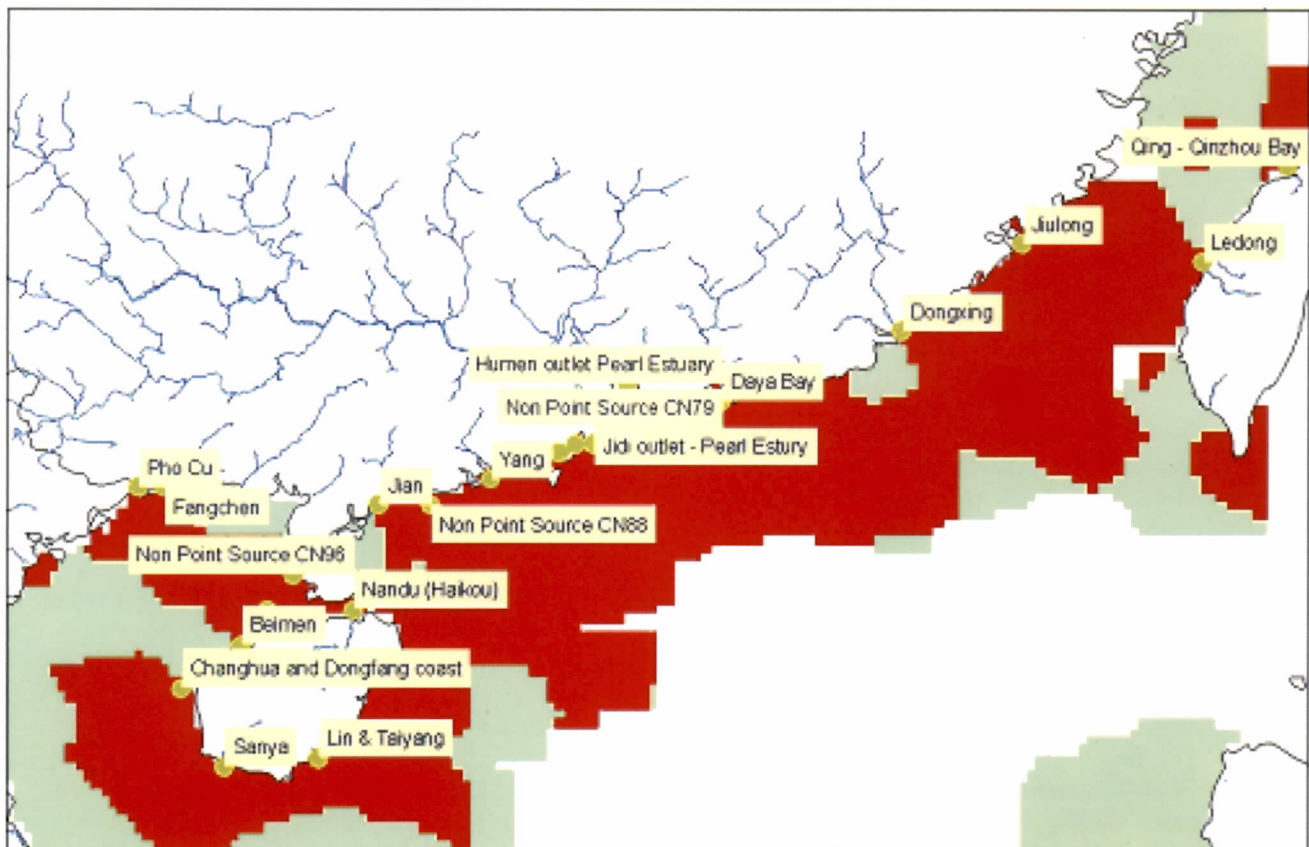 Qing - Qinzhou Bay
Jiulong
Ledong
Dongxing
Humen outlet Pearl Estuary
Daya Bay
Non Point Source CN79
Jidi outlet - Pearl Estury
Yang
Pho Cu
Jian
Fangchen
Non Point Source CN88
Non Point Source CN96
Nandu (Haikou)
Beimen
Changhua and Dongfang coast
Lin & Taiyang
Sanya